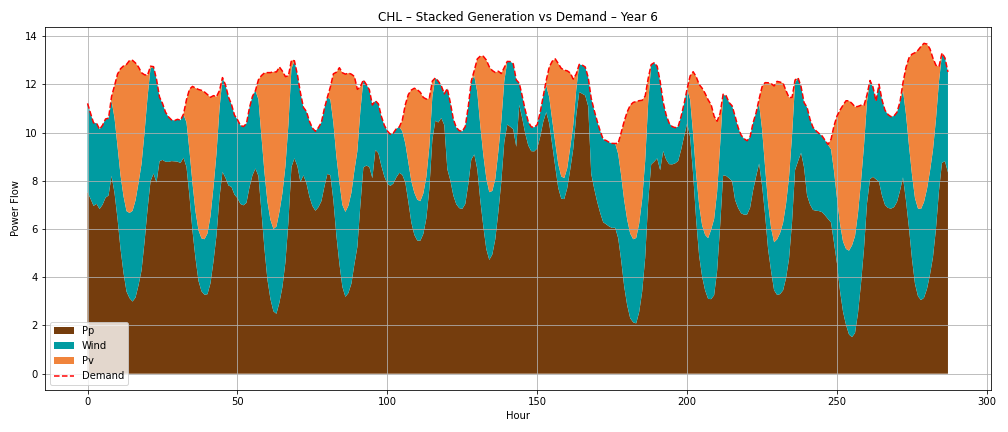 CHL – Stacked Generation vs Demand – Year 6
14
12
10
8
6
4
2
0
Power Flow
Pp
Wind
Pv
Demand
0 50 100 150 200 250 300
Hour